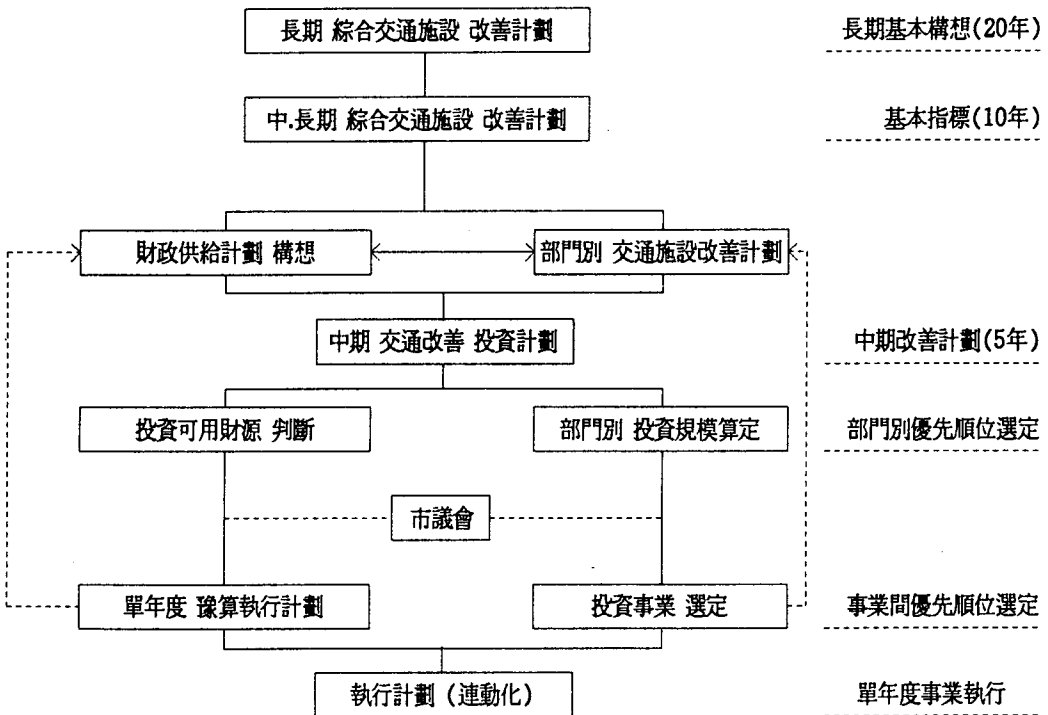 長期 綜合交通施設 改善計劃
長期基本構想(20年)
中.長期 綜合交通施設 改善計劃
基本指標(10年)
財政供給計劃 構想
部門別 交通施設改善計劃
中期 交通改善 投資計劃
中期改善計劃(5年)
投資可用財源 判斷
部門別 投資規模算定
部門別優先順位選定
市議會
單年度 豫算執行計劃
投資事業 選定
事業間優先順位選定
執行計劃 (連動化)
單年度事業執行